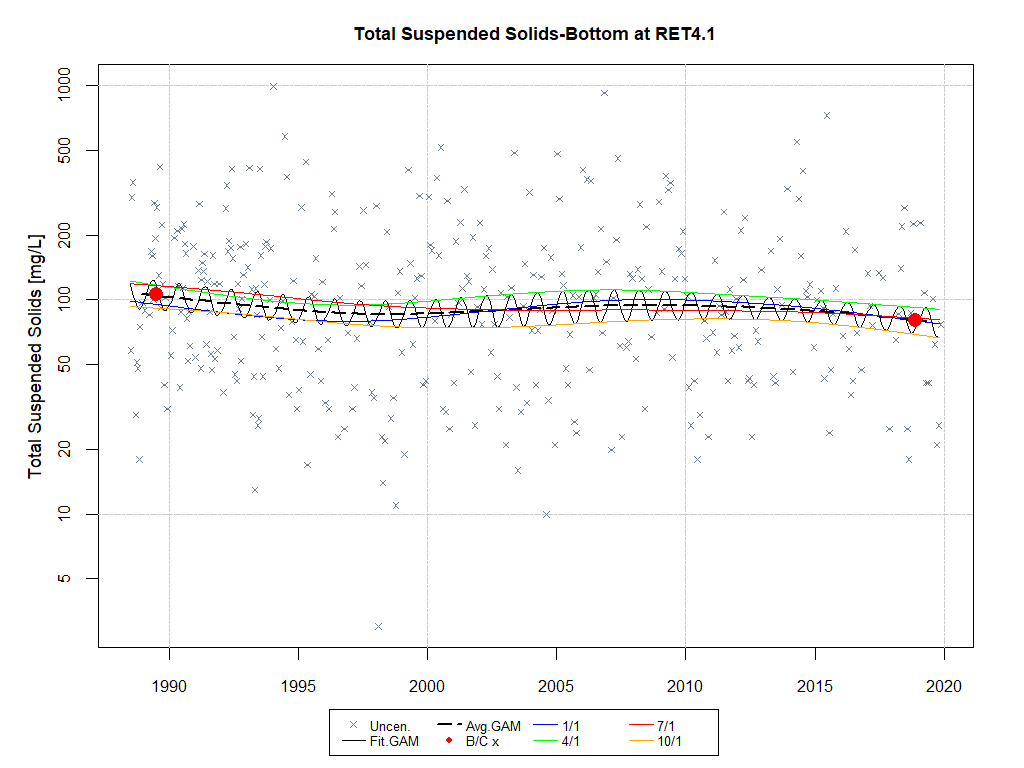 Total Suspended Solids-Bottom at RET4.1
Total Suspended Solids [mg/L]
1000
500
200
100
50
20
10
5
1990 1995 2000 2005 2010 2015 2020
Uncen. Avg.GAM 1/1 7/1
Fit.GAM B/C x 4/1 10/1